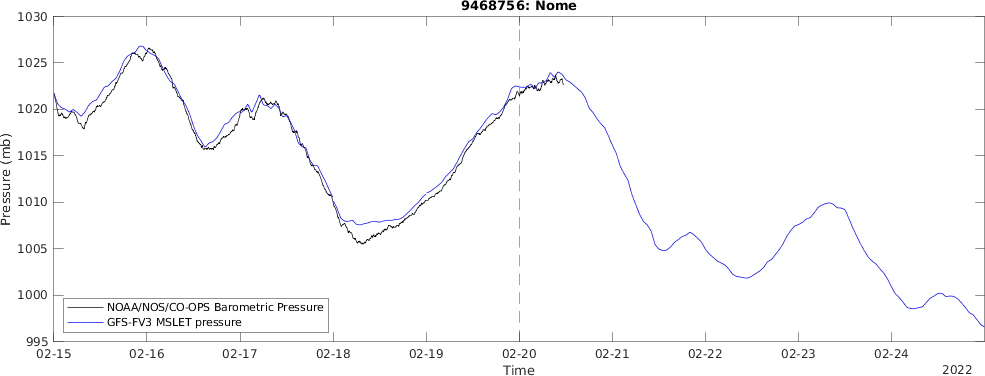 9468756: Nome
1030
1025
1020
1015
1010
1005
1000
995
Pressure (mb)
NOAA/NOS/CO-OPS Barometric Pressure
GFS-FV3 MSLET pressure
02-15 02-16 02-17 02-18 02-19 02-20 02-21 02-22 02-23 02-24
Time
2022